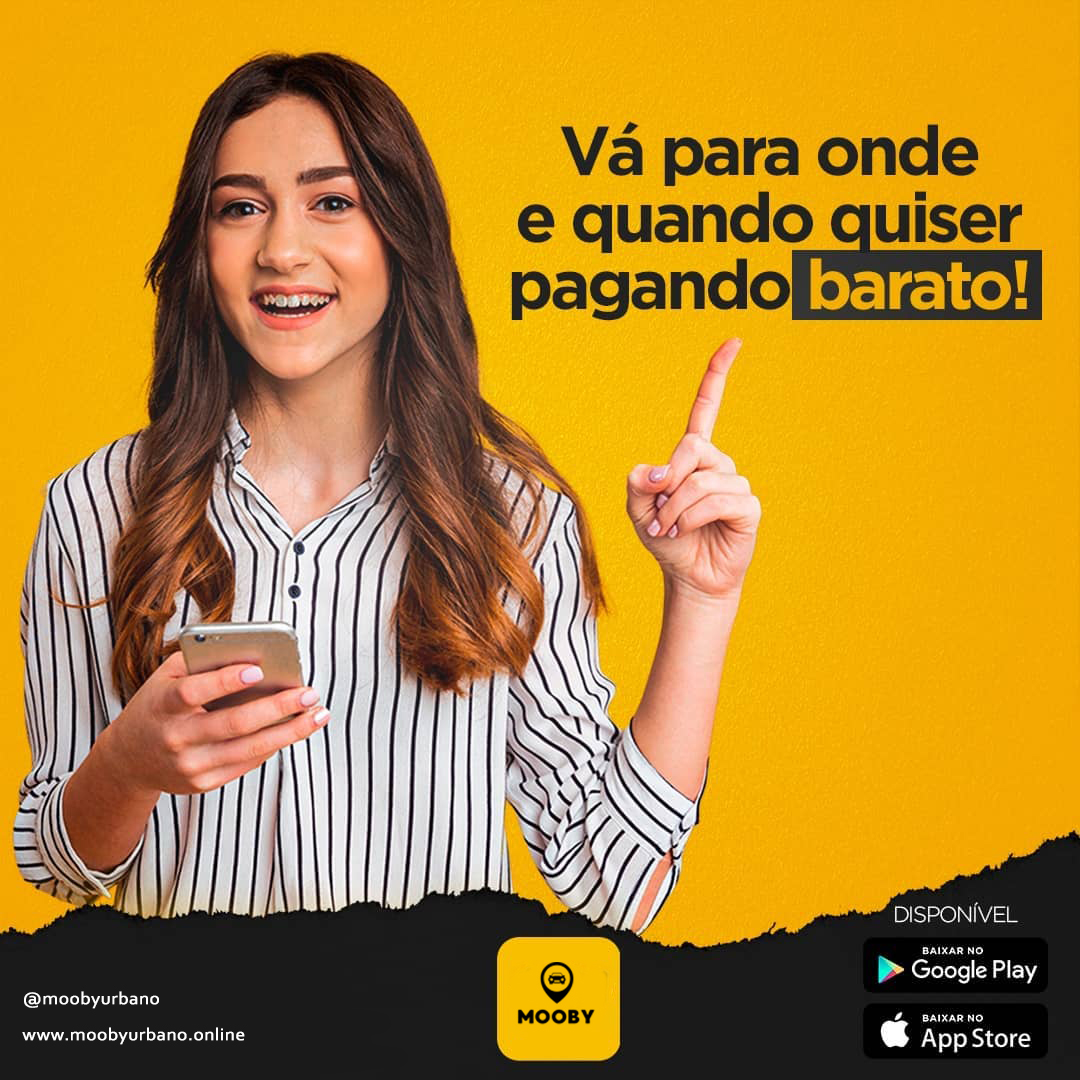 Vá para onde
e quando quiser
pagando barato!
DISPONÍVEL
BAIXAR NO
Google Play
BAIXAR NO
App Store
MOOBY
@moobyurbano
www.moobyurbano.online